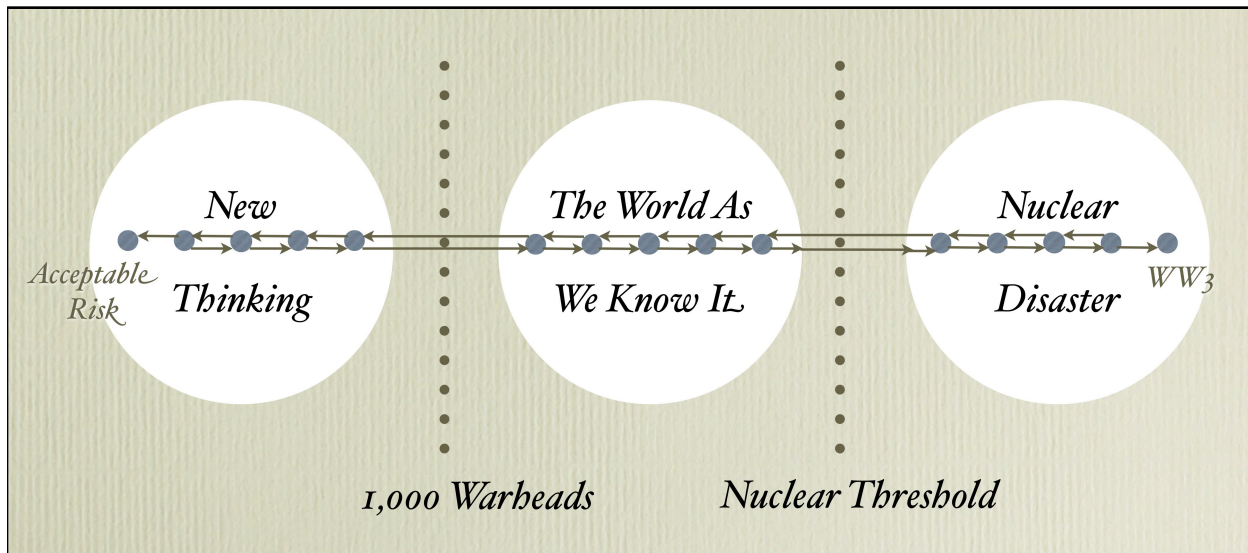 New
The World As
Nuclear
Acceptable
Risk
Thinking
We Know It
Disaster
WW3
1,000 Warheads
Nuclear Threshold